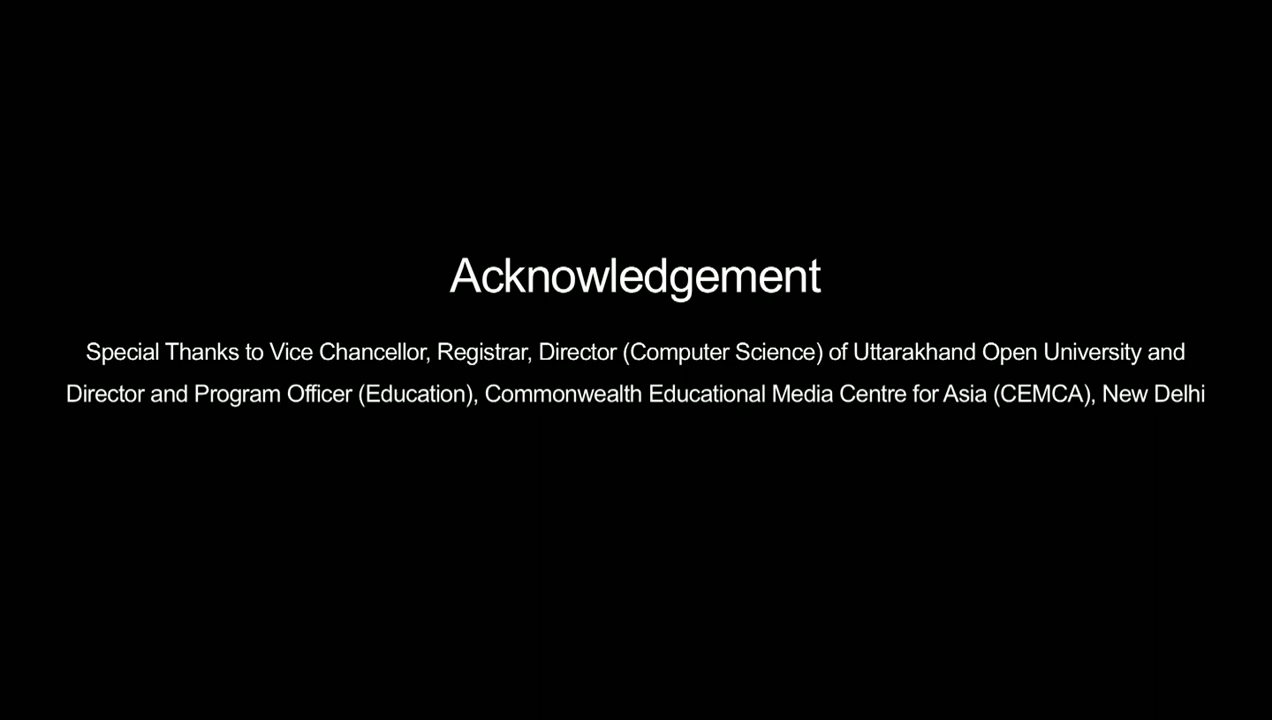 Acknowledgement
Special Thanks to Vice Chancellor, Registrar, Director (Computer Science) of Uttarakhand Open University and
Director and Program Officer (Education), Commonwealth Educational Media Centre for Asia (CEMCA), New Delhi